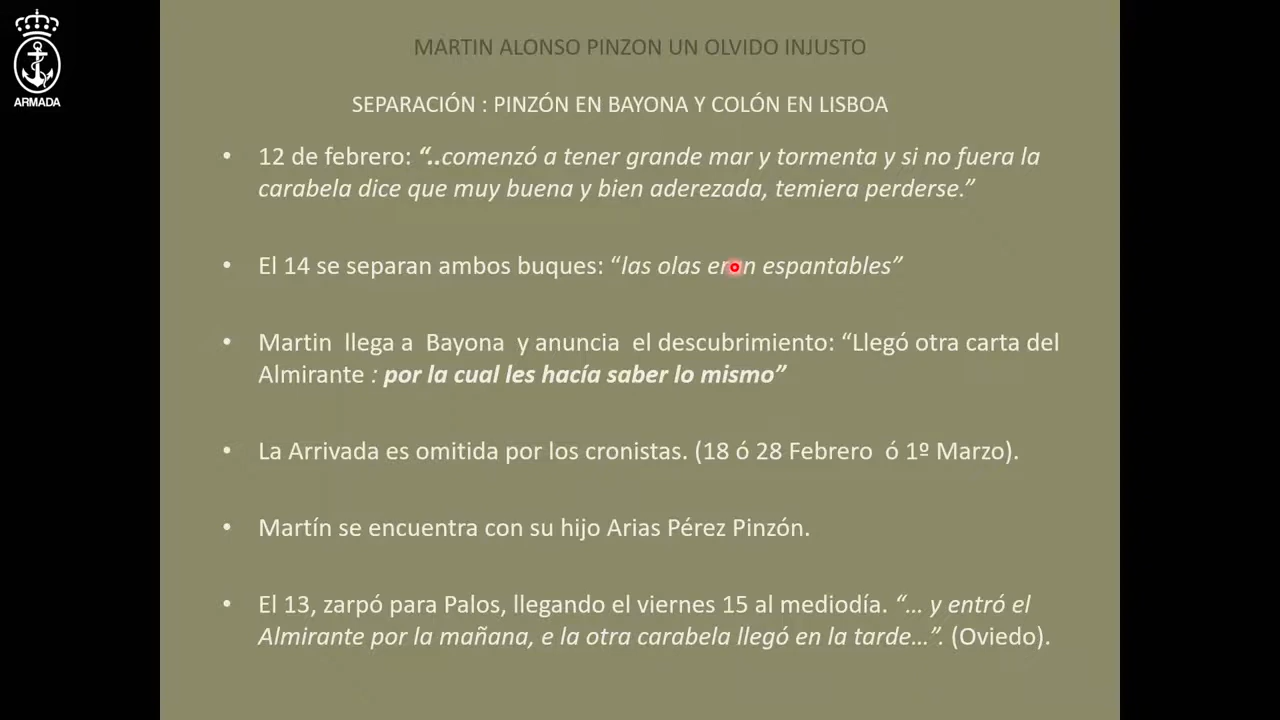 ARMADA
MARTIN ALONSO PINZON UN OLVIDO INJUSTO
SEPARACIÓN : PINZÓN EN BAYONA Y COLÓN EN LISBOA
• 12 de febrero: “..comenzó a tener grande mar y tormenta y si no fuera la
carabela dice que muy buena y bien aderezada, temiera perderse.”
• El 14 se separan ambos buques: “las olas eran espantables”
• Martin llega a Bayona y anuncia el descubrimiento: “Llegó otra carta del
Almirante : por la cual les hacía saber lo mismo”
• La Arrivada es omitida por los cronistas. (18 ó 28 Febrero ó 1º Marzo).
• Martín se encuentra con su hijo Arias Pérez Pinzón.
• El 13, zarpó para Palos, llegando el viernes 15 al mediodía. “… y entró el
Almirante por la mañana, e la otra carabela llegó en la tarde…”. (Oviedo).